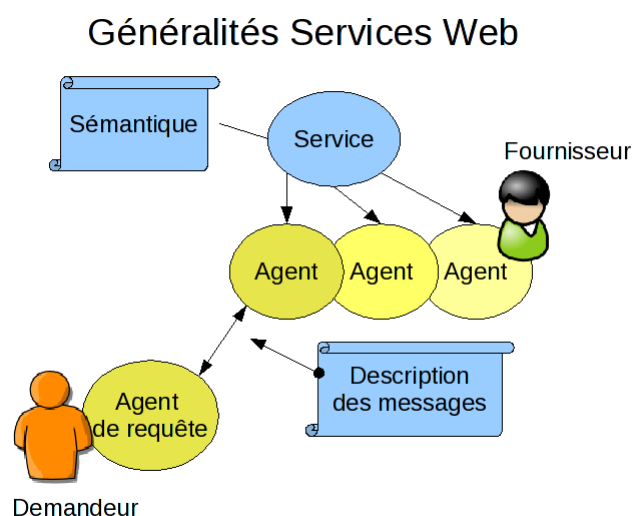 Généralités Services Web
Sémantique
Service
Fournisseur
Agent
Agent
Agent
Description
des messages
Agent
de requête
Demandeur